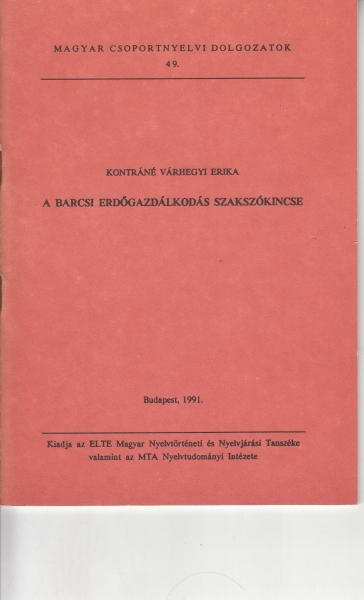 MAGYAR CSOPORTNYELVI DOLGOZATOK
49.
KONTRÁNÉ VÁRHEGYI ERIKA
A BARCSI ERDŐGAZDÁLKODÁS SZAKSZÓKINCSE
Budapest, 1991.
Kiadja az ELTE Magyar Nyelvtörténeti és Nyelvjárási Tanszéke
valamint az MTA Nyelvtudományi Intézete